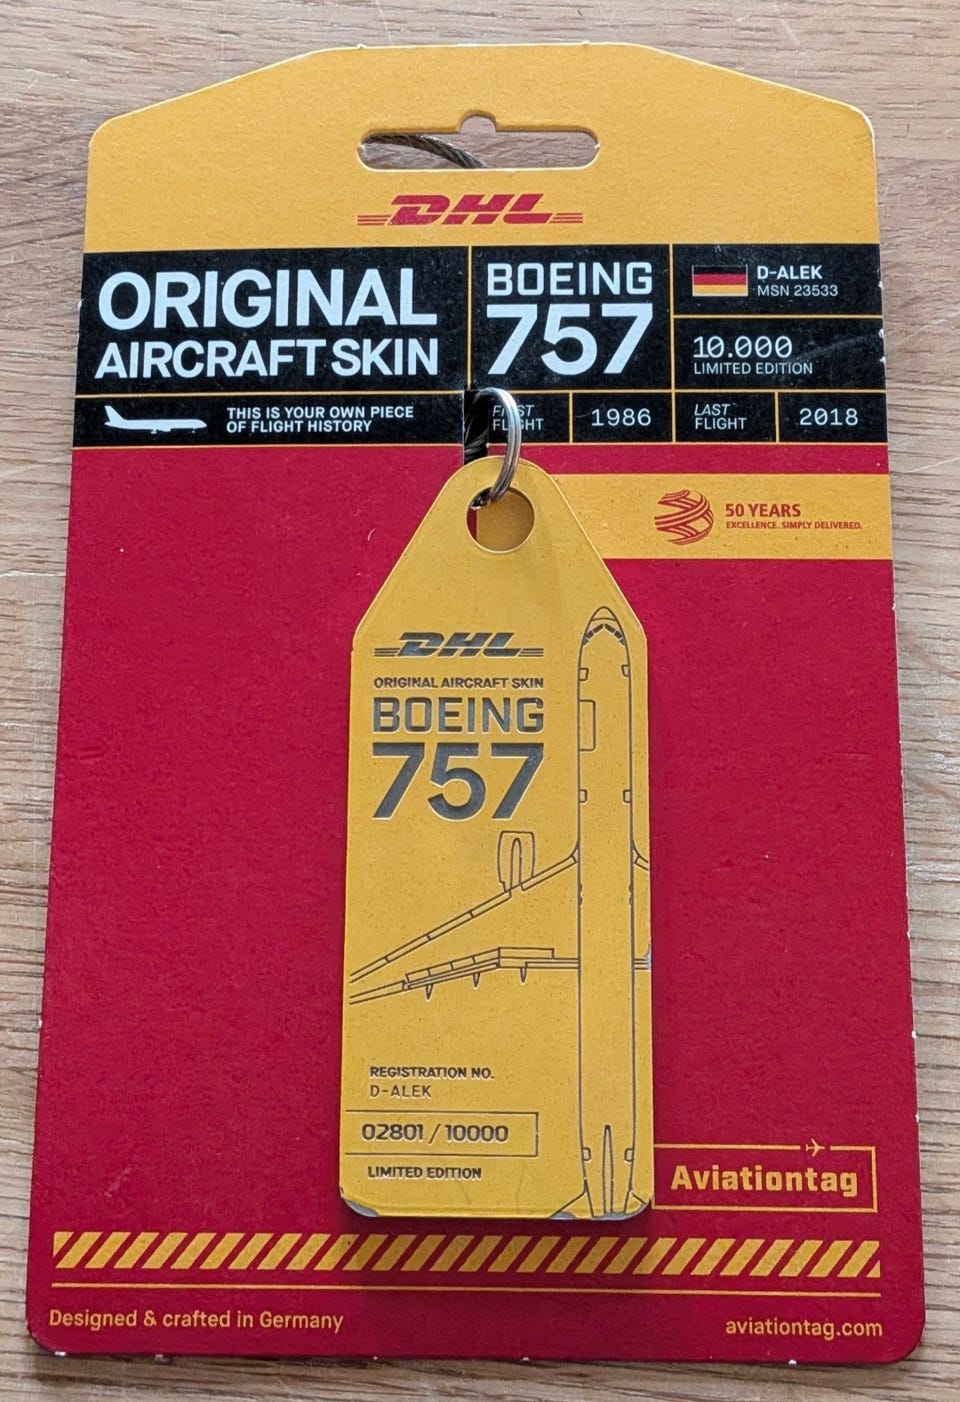 DHL
ORIGINAL
AIRCRAFT SKIN
BOEING
757
D-ALEK
MSN 23533
10.000
LIMITED EDITION
THIS IS YOUR OWN PIECE
OF FLIGHT HISTORY
FIRST
FLIGHT
1986
LAST
FLIGHT
2018
50 YEARS
EXCELLENCE. SIMPLY DELIVERED.
DHL
ORIGINAL AIRCRAFT SKIN
BOEING
757
REGISTRATION NO.
D-ALEK
02801 / 10000
LIMITED EDITION
Aviationtag
Designed & crafted in Germany
aviationtag.com